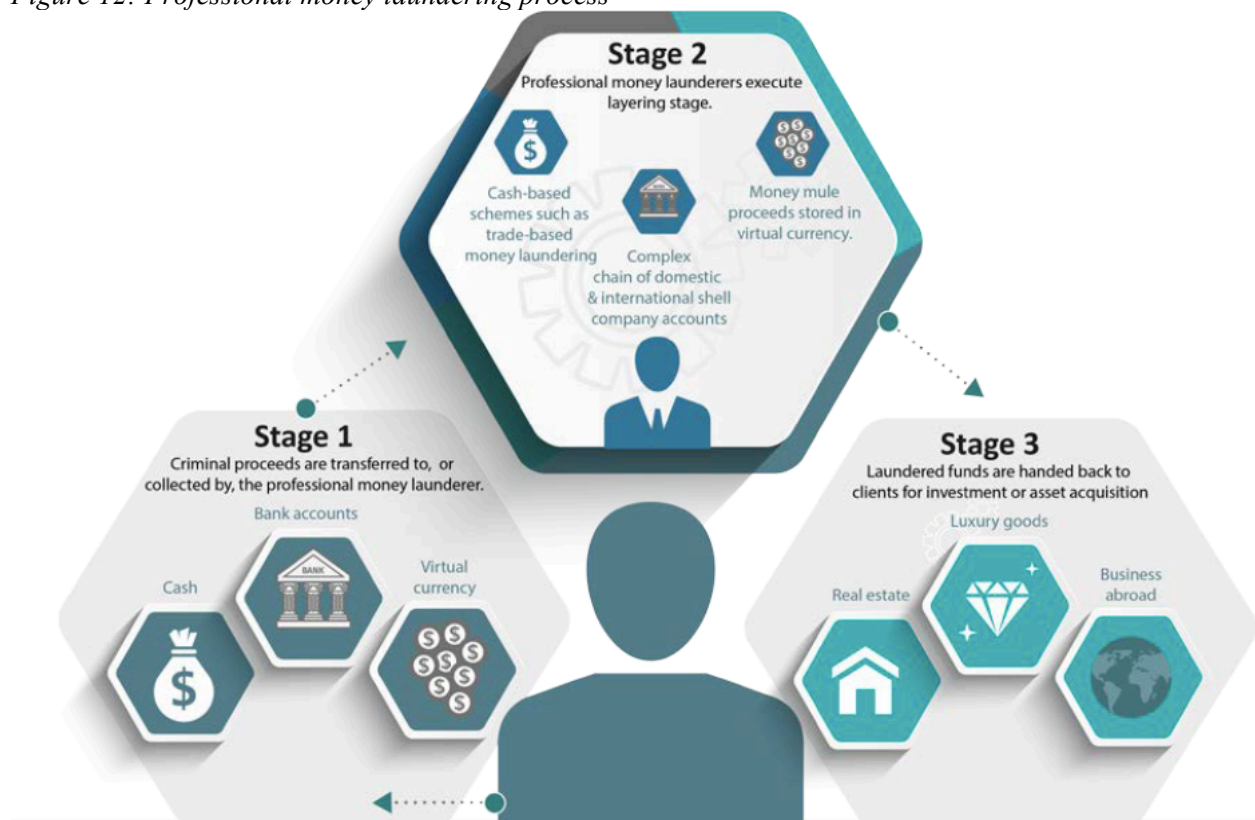 Figure 12: Professional money laundering process
Stage 2
Professional money launderers execute
layering stage.
$
Cash-based
schemes such as
trade-based
money laundering
Complex
chain of domestic
& international shell
company accounts
Money mule
proceeds stored in
virtual currency.
Stage 1
Criminal proceeds are transferred to, or
collected by, the professional money launderer.
Cash
$
Bank accounts
BANK
Virtual
currency
Stage 3
Laundered funds are handed back to
clients for investment or asset acquisition
Real estate
Luxury goods
Business
abroad